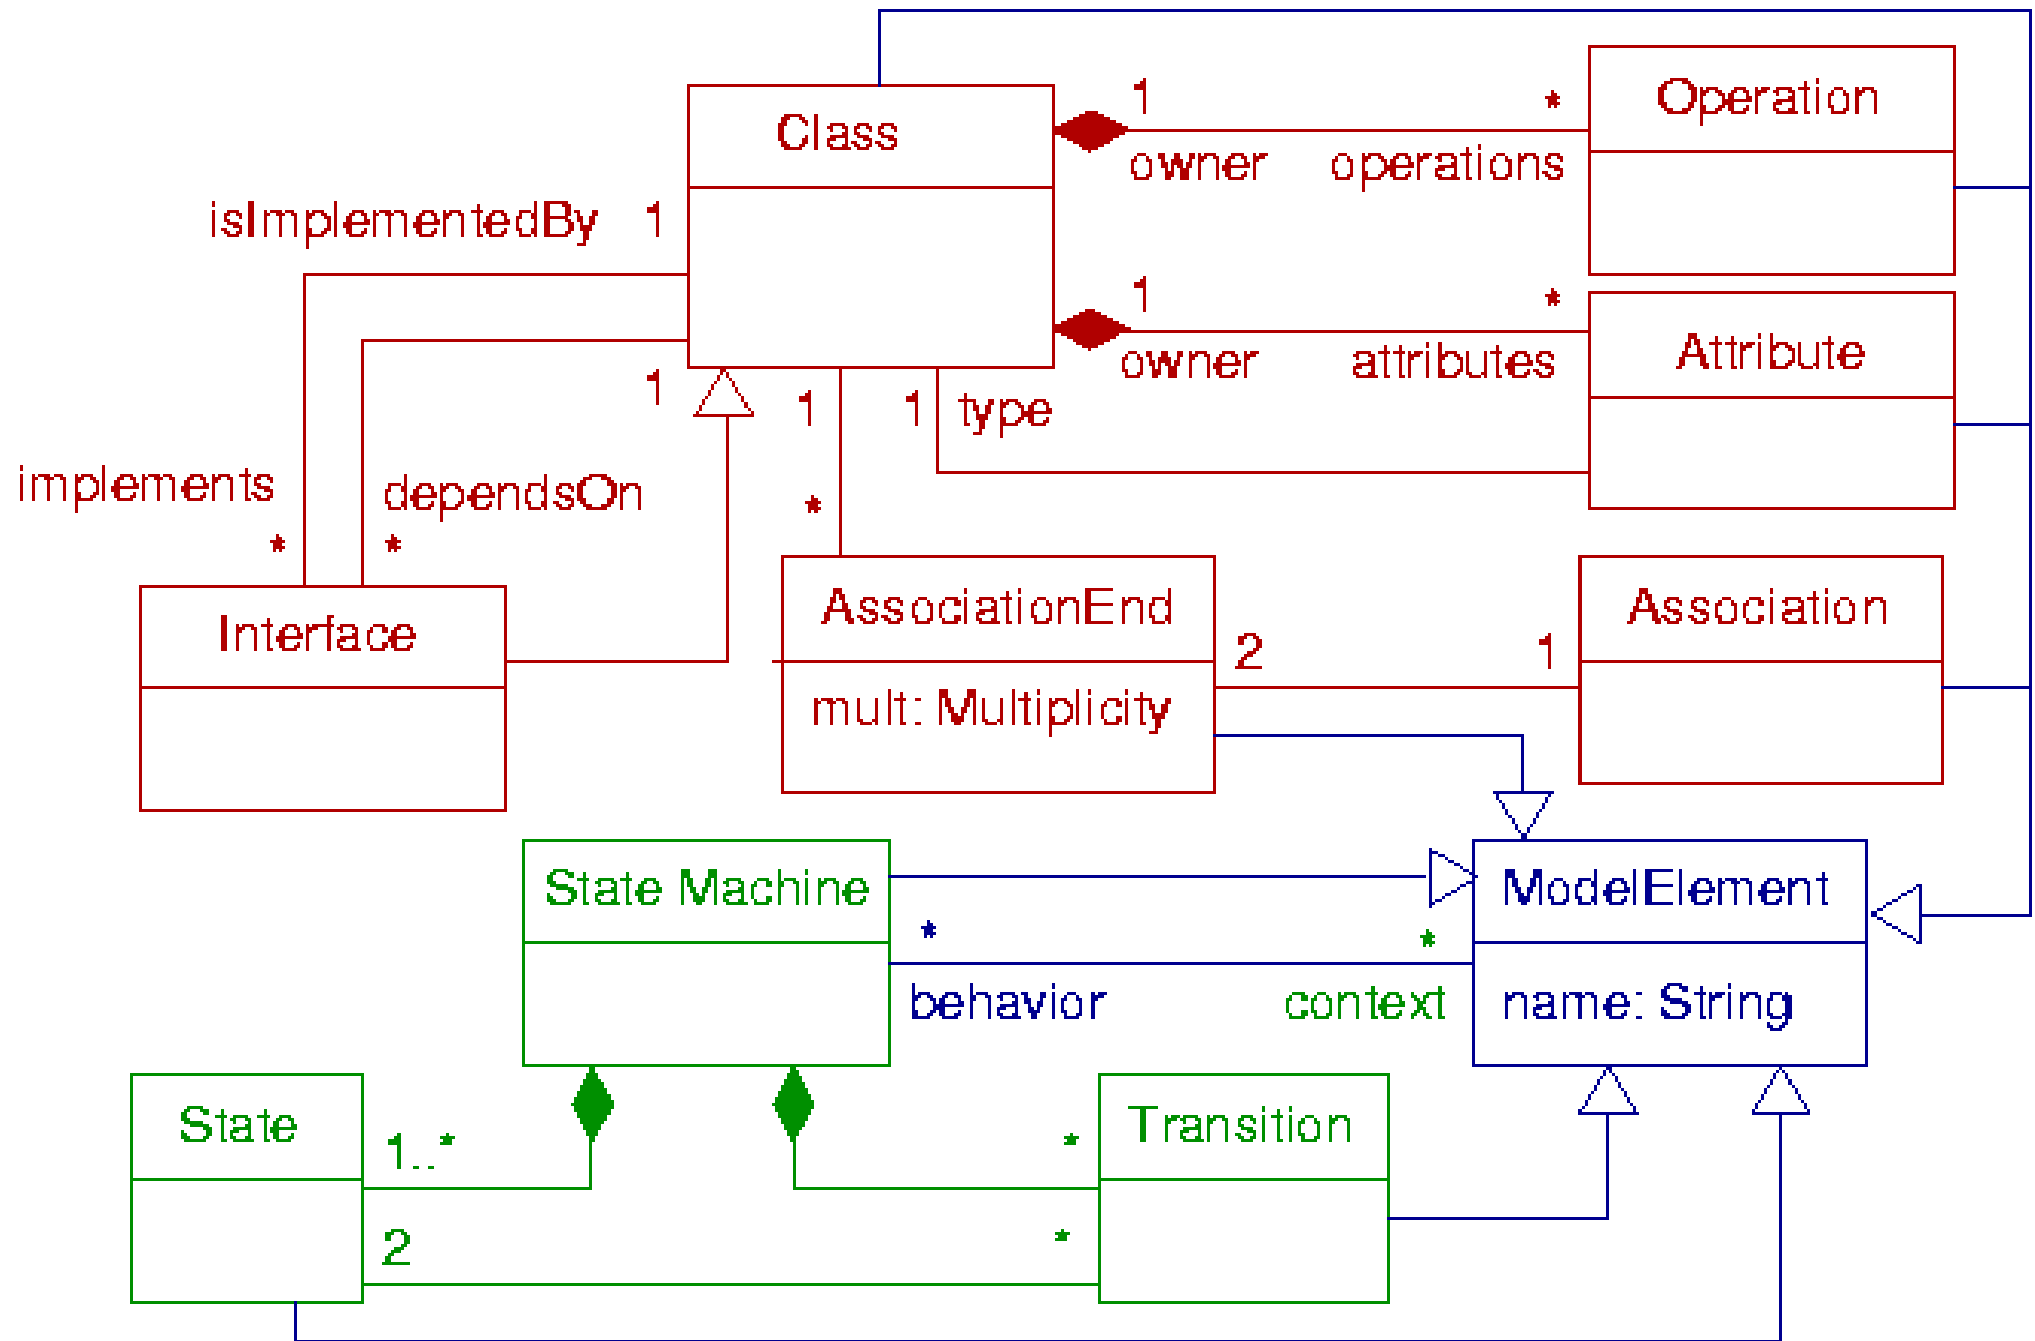 1
*
Operation
Class
owner
operations
isImplementedBy
1
1
*
owner
attributes
Attribute
1
1
1
type
implements
dependsOn
*
*
*
Interface
AssociationEnd
Association
2
1
mult: Multiplicity
State Machine
ModelElement
*
*
behavior
context
name: String
State
1..*
*
Transition
2
*